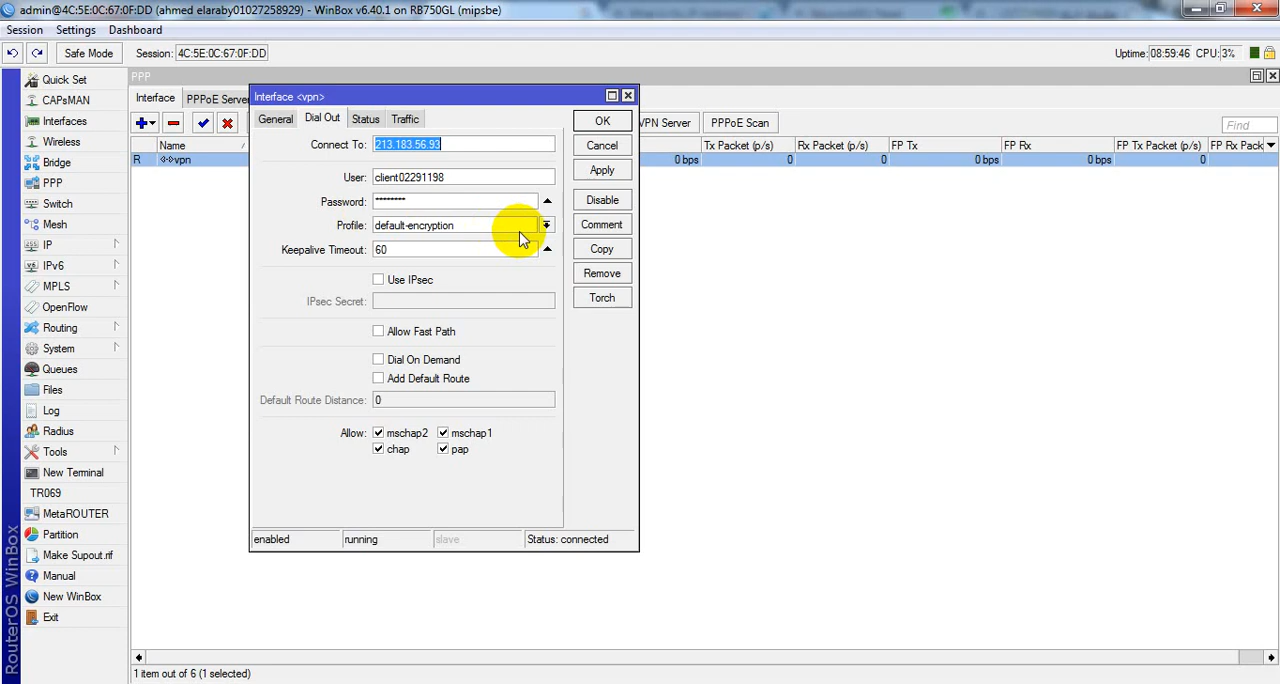 admin@4C:5E:0C:67:0F:DD (ahmed elaraby01027258929) - WinBox v6.40.1 on RB750GL (mipsbe)
Session Settings Dashboard
Safe Mode Session: 4C:5E:0C:67:0F:DD Uptime: 08:59:46 CPU: 3%
PPP
Interface PPPoE Serve VPN Server PPPoE Scan Find
Name Tx Packet (p/s) Rx Packet (p/s) FP Tx FP Rx FP Tx Packet (p/s) FP Rx Pack
R vpn 0 bps 0 0 0 bps 0 bps 0
Quick Set
CAPsMAN
Interfaces
Wireless
Bridge
PPP
Switch
Mesh
IP
IPv6
MPLS
OpenFlow
Routing
System
Queues
Files
Log
Radius
Tools
New Terminal
TR069
MetaROUTER
Partition
Make Supout.rif
Manual
New WinBox
Exit
RouterOS WinBox
Interface <vpn>
General Dial Out Status Traffic
Connect To: 213.183.56.93
User: client02291198
Password: ********
Profile: default-encryption
Keepalive Timeout: 60
Use IPsec
IPsec Secret:
Allow Fast Path
Dial On Demand
Add Default Route
Default Route Distance: 0
Allow: mschap2 mschap1
chap pap
OK
Cancel
Apply
Disable
Comment
Copy
Remove
Torch
enabled running slave Status: connected
1 item out of 6 (1 selected)